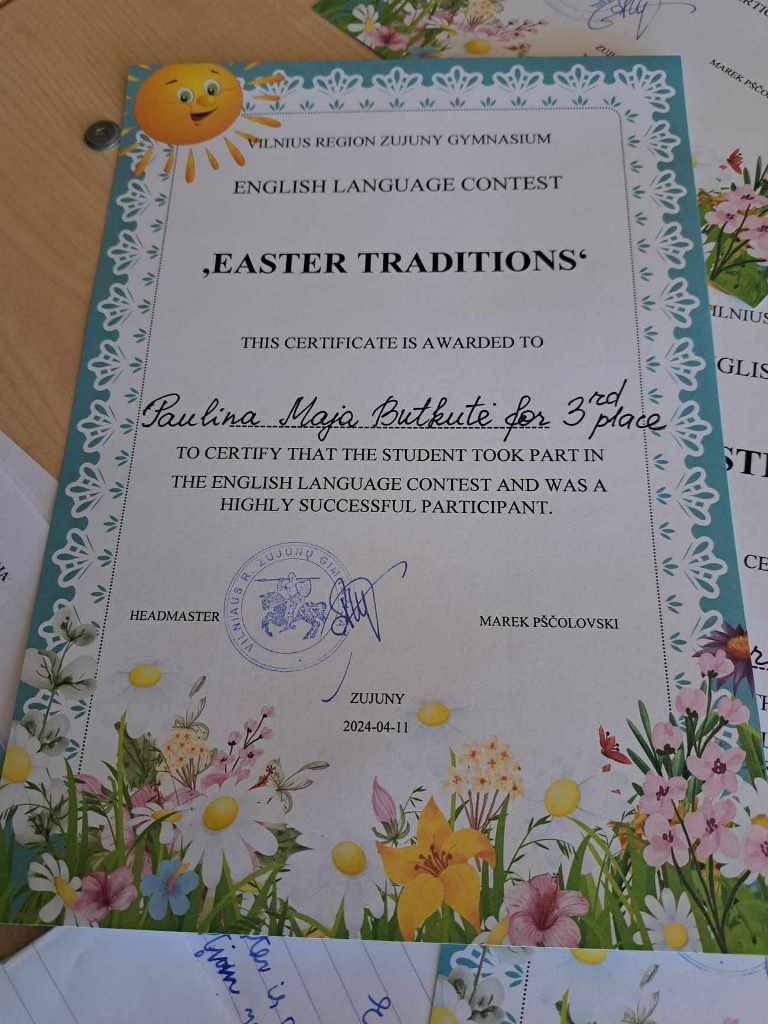 VILNIUS REGION ZUJUNY GYMNASIUM
ENGLISH LANGUAGE CONTEST
‚EASTER TRADITIONS‘
THIS CERTIFICATE IS AWARDED TO
Paulina Maja Butkutė for 3rd place
TO CERTIFY THAT THE STUDENT TOOK PART IN
THE ENGLISH LANGUAGE CONTEST AND WAS A
HIGHLY SUCCESSFUL PARTICIPANT.
VILNIAUS R. ZUJŪNŲ
HEADMASTER
MAREK PŠČOLOVSKI
ZUJUNY
2024-04-11
MAREK